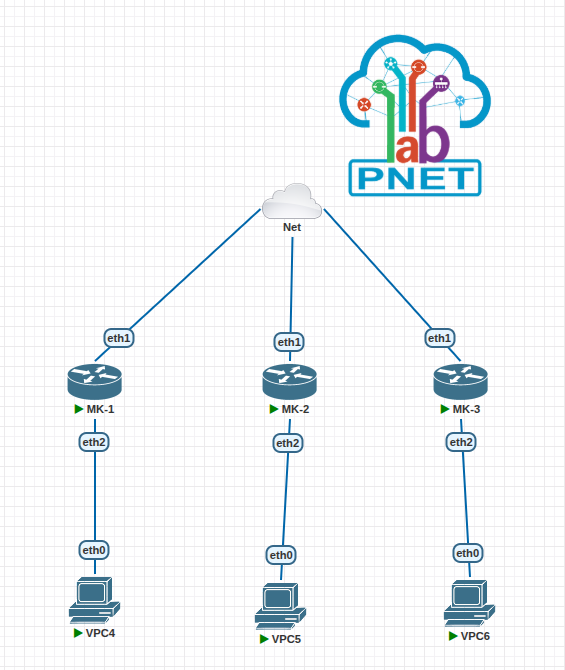 lab
PNET
Net
eth1
eth1
eth1
MK-1
MK-2
MK-3
eth2
eth2
eth2
eth0
eth0
eth0
VPC4
VPC5
VPC6